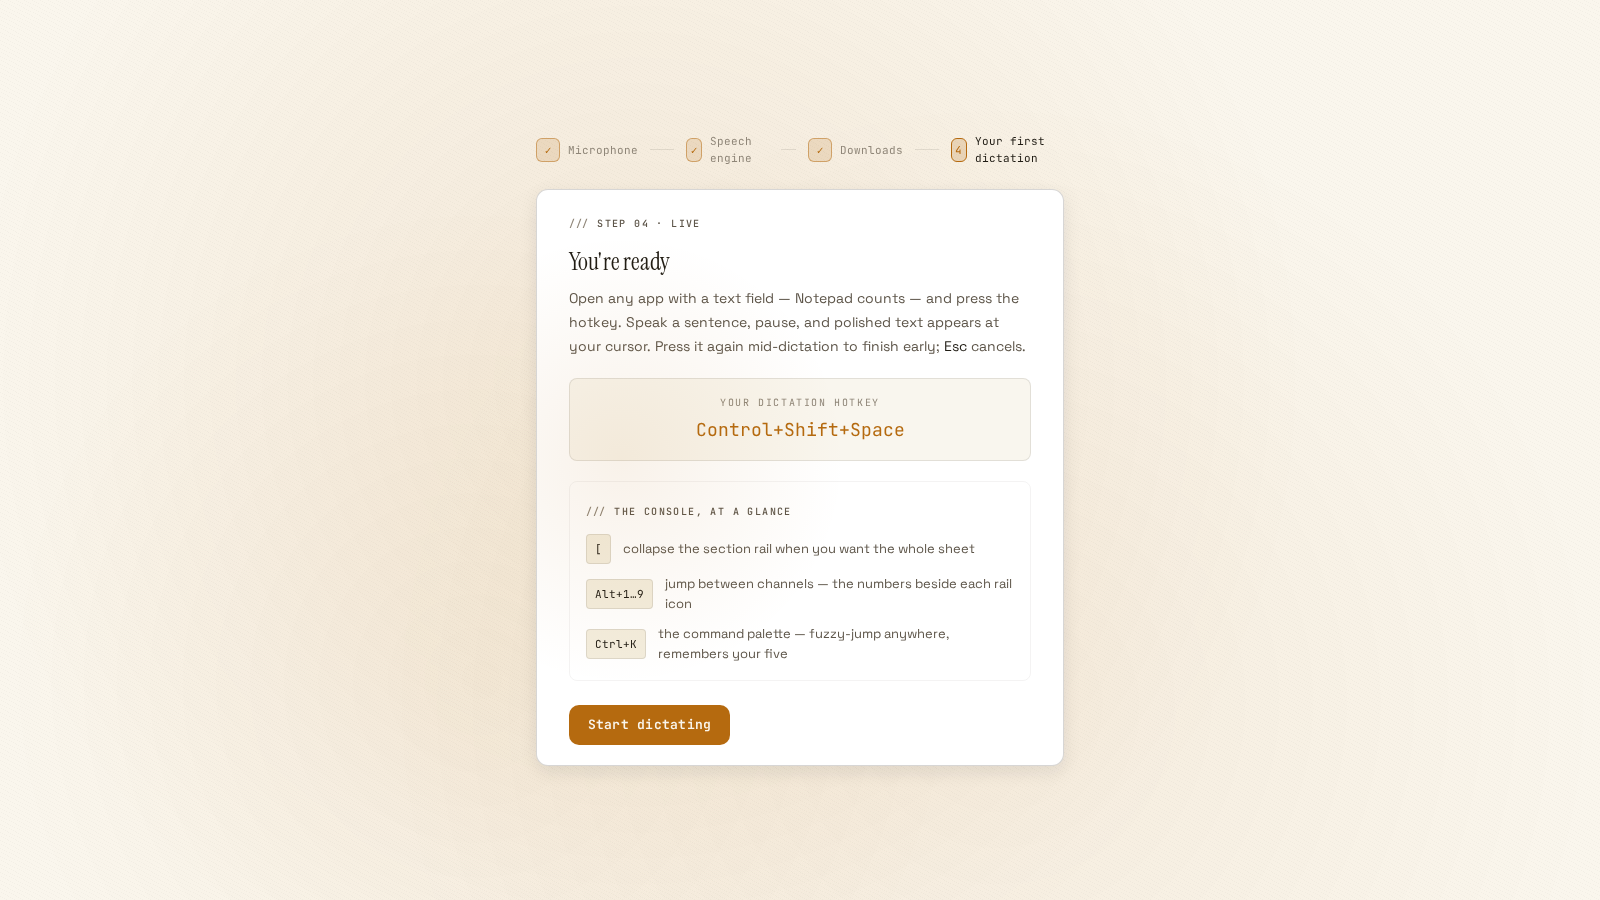 ✓ Microphone
✓ Speech engine
✓ Downloads
4 Your first dictation
/// STEP 04 · LIVE
You're ready
Open any app with a text field — Notepad counts — and press the
hotkey. Speak a sentence, pause, and polished text appears at
your cursor. Press it again mid-dictation to finish early; Esc cancels.
YOUR DICTATION HOTKEY
Control+Shift+Space
/// THE CONSOLE, AT A GLANCE
[ collapse the section rail when you want the whole sheet
Alt+1…9 jump between channels — the numbers beside each rail
icon
Ctrl+K the command palette — fuzzy-jump anywhere,
remembers your five
Start dictating